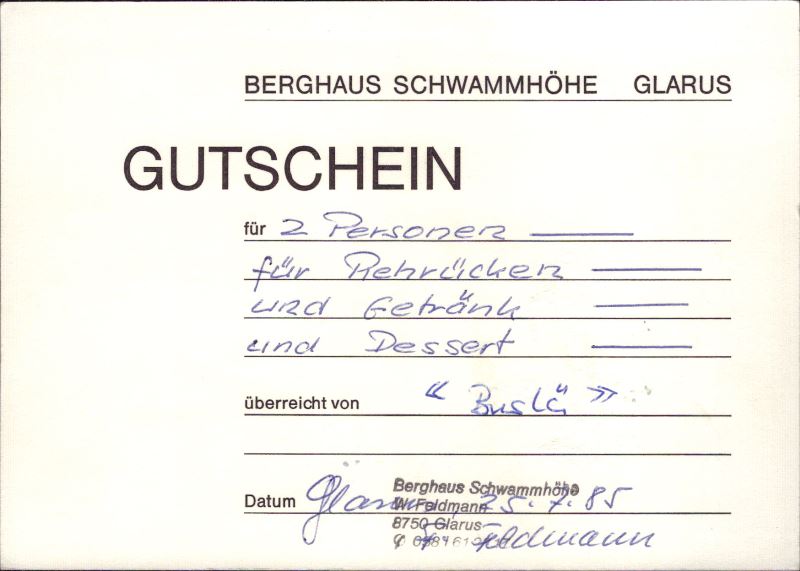 BERGHAUS SCHWAMMHÖHE GLARUS
GUTSCHEIN
für 2 Personen
für Rehrücken
und Getränk
und Dessert
überreicht von « Buslä »
Berghaus Schwammhöhe
Datum 25.7.85
W. Feldmann
8750 Glarus
Feldmann